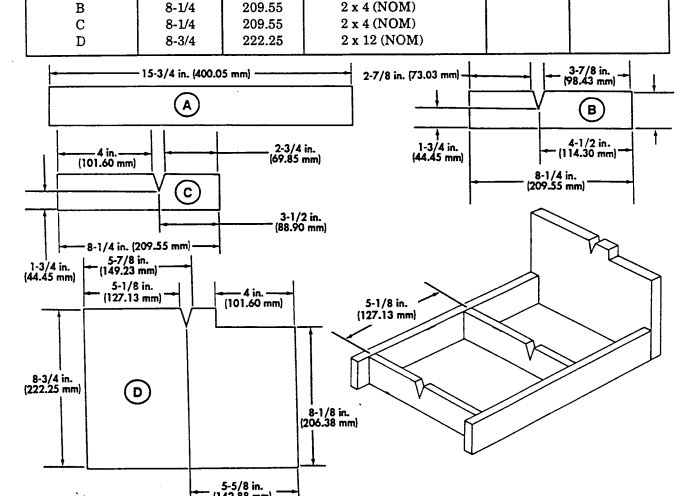 B 8-1/4 209.55 2 x 4 (NOM)
C 8-1/4 209.55 2 x 4 (NOM)
D 8-3/4 222.25 2 x 12 (NOM)
15-3/4 in. (400.05 mm)
A
2-7/8 in. (73.03 mm)
3-7/8 in.
(98.43 mm)
B
1-3/4 in.
(44.45 mm)
4-1/2 in.
(114.30 mm)
8-1/4 in.
(209.55 mm)
4 in.
(101.60 mm)
2-3/4 in.
(69.85 mm)
C
3-1/2 in.
(88.90 mm)
8-1/4 in. (209.55 mm)
1-3/4 in.
(44.45 mm)
5-7/8 in.
(149.23 mm)
5-1/8 in.
(127.13 mm)
4 in.
(101.60 mm)
8-3/4 in.
(222.25 mm)
D
8-1/8 in.
(206.38 mm)
5-5/8 in.
(142.88 mm)
5-1/8 in.
(127.13 mm)